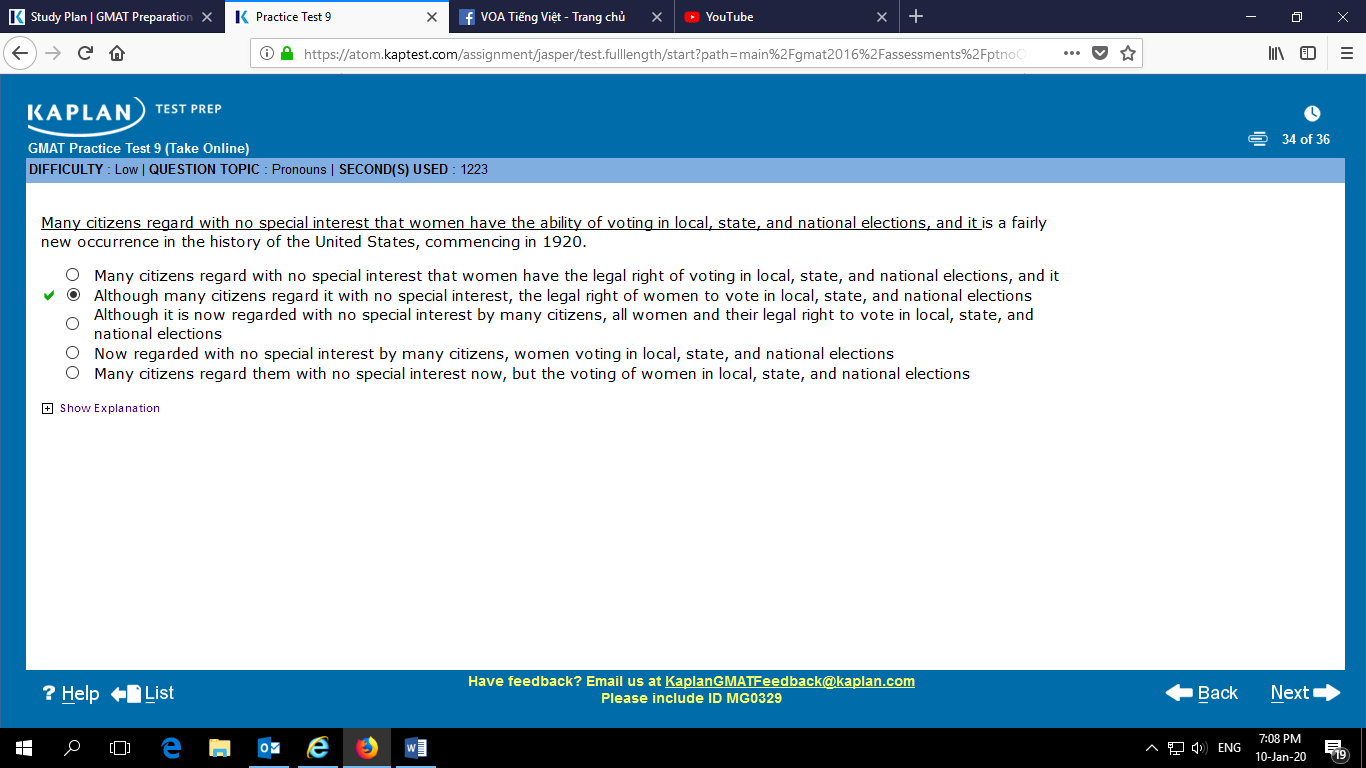 Study Plan | GMAT Preparation
Practice Test 9
VOA Tiếng Việt - Trang chủ
YouTube
https://atom.kaptest.com/assignment/jasper/test.fulllength/start?path=main%2Fgmat2016%2Fassessments%2Fptno
KAPLAN TEST PREP
GMAT Practice Test 9 (Take Online)
34 of 36
DIFFICULTY : Low | QUESTION TOPIC : Pronouns | SECOND(S) USED : 1223
Many citizens regard with no special interest that women have the ability of voting in local, state, and national elections, and it is a fairly
new occurrence in the history of the United States, commencing in 1920.
Many citizens regard with no special interest that women have the legal right of voting in local, state, and national elections, and it
Although many citizens regard it with no special interest, the legal right of women to vote in local, state, and national elections
Although it is now regarded with no special interest by many citizens, all women and their legal right to vote in local, state, and
national elections
Now regarded with no special interest by many citizens, women voting in local, state, and national elections
Many citizens regard them with no special interest now, but the voting of women in local, state, and national elections
Show Explanation
? Help
List
Have feedback? Email us at KaplanGMATFeedback@kaplan.com
Please include ID MG0329
Back
Next
ENG
7:08 PM
10-Jan-20
19